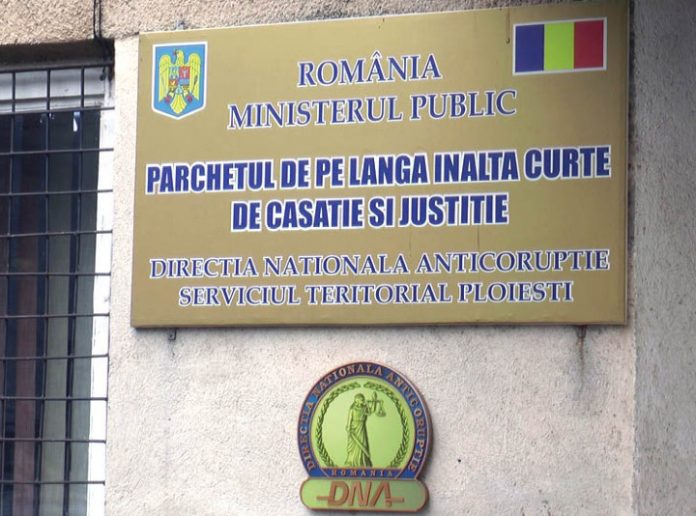 ROMÂNIA
MINISTERUL PUBLIC
PARCHETUL DE PE LANGA INALTA CURTE
DE CASATIE SI JUSTITIE
DIRECTIA NATIONALA ANTICORUPTIE
SERVICIUL TERITORIAL PLOIESTI
DIRECTIA NATIONALA ANTICORUPTIE
ROMANIA
DNA